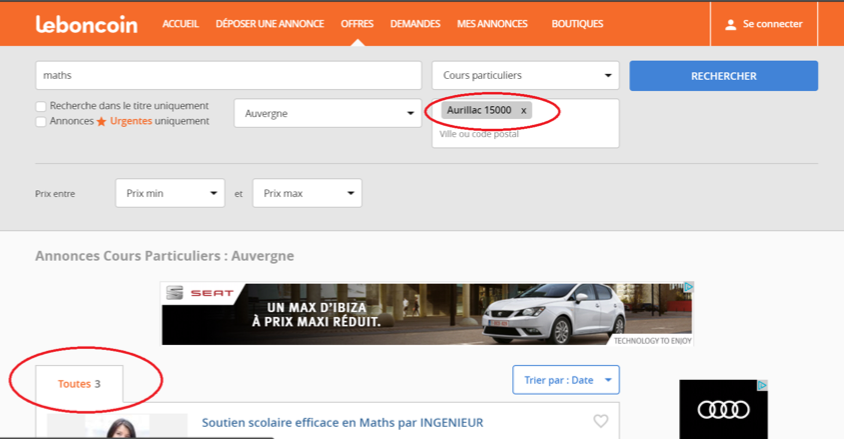 leboncoin ACCUEIL DÉPOSER UNE ANNONCE OFFRES DEMANDES MES ANNONCES BOUTIQUES Se connecter
maths Cours particuliers RECHERCHER
Recherche dans le titre uniquement
Annonces Urgentes uniquement
Auvergne
Aurillac 15000 x
Ville ou code postal
Prix entre Prix min et Prix max
Annonces Cours Particuliers : Auvergne
SEAT
UN MAX D'IBIZA
À PRIX MAXI RÉDUIT.
TECHNOLOGY TO ENJOY
Toutes 3
Trier par : Date
Soutien scolaire efficace en Maths par INGENIEUR